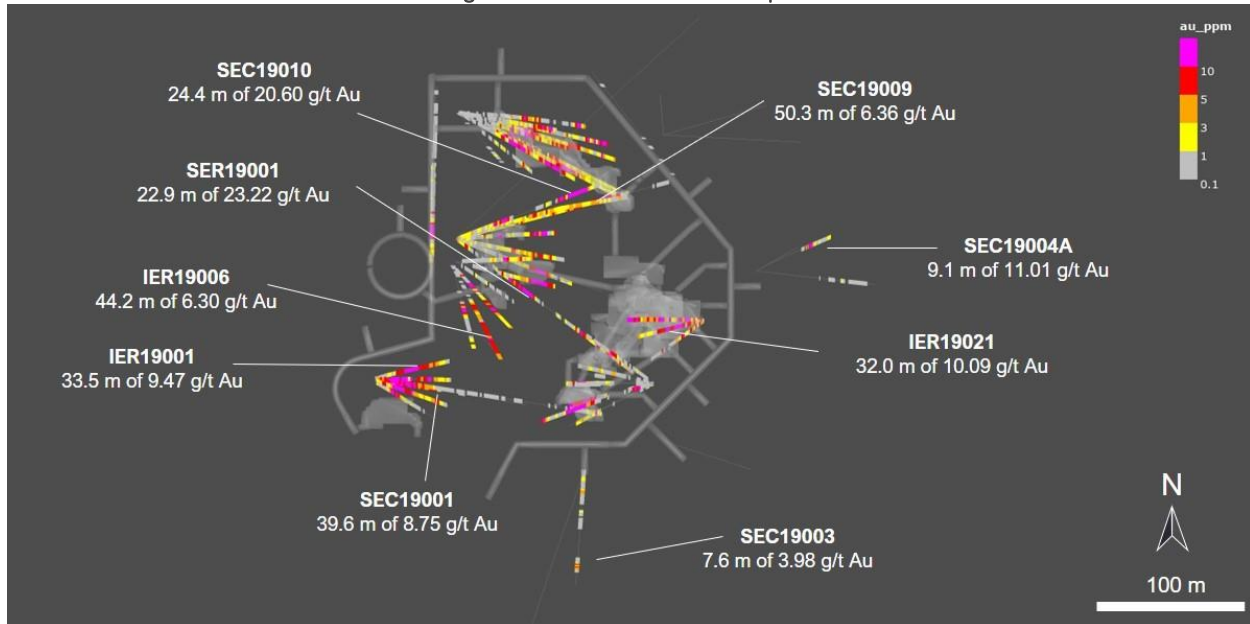 SEC19010
24.4 m of 20.60 g/t Au
SER19001
22.9 m of 23.22 g/t Au
IER19006
44.2 m of 6.30 g/t Au
IER19001
33.5 m of 9.47 g/t Au
SEC19001
39.6 m of 8.75 g/t Au
SEC19009
50.3 m of 6.36 g/t Au
SEC19004A
9.1 m of 11.01 g/t Au
IER19021
32.0 m of 10.09 g/t Au
SEC19003
7.6 m of 3.98 g/t Au
au_ppm
10
5
3
1
0.1
N
100 m